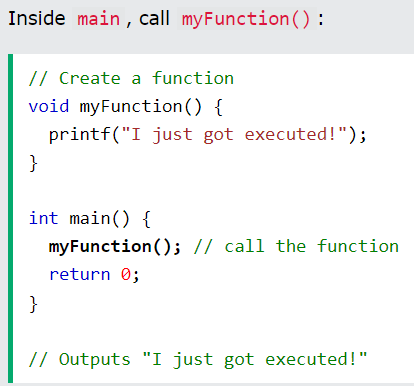 Inside main, call myFunction():
// Create a function
void myFunction() {
  printf("I just got executed!");
}
int main() {
  myFunction(); // call the function
  return 0;
}
// Outputs "I just got executed!"